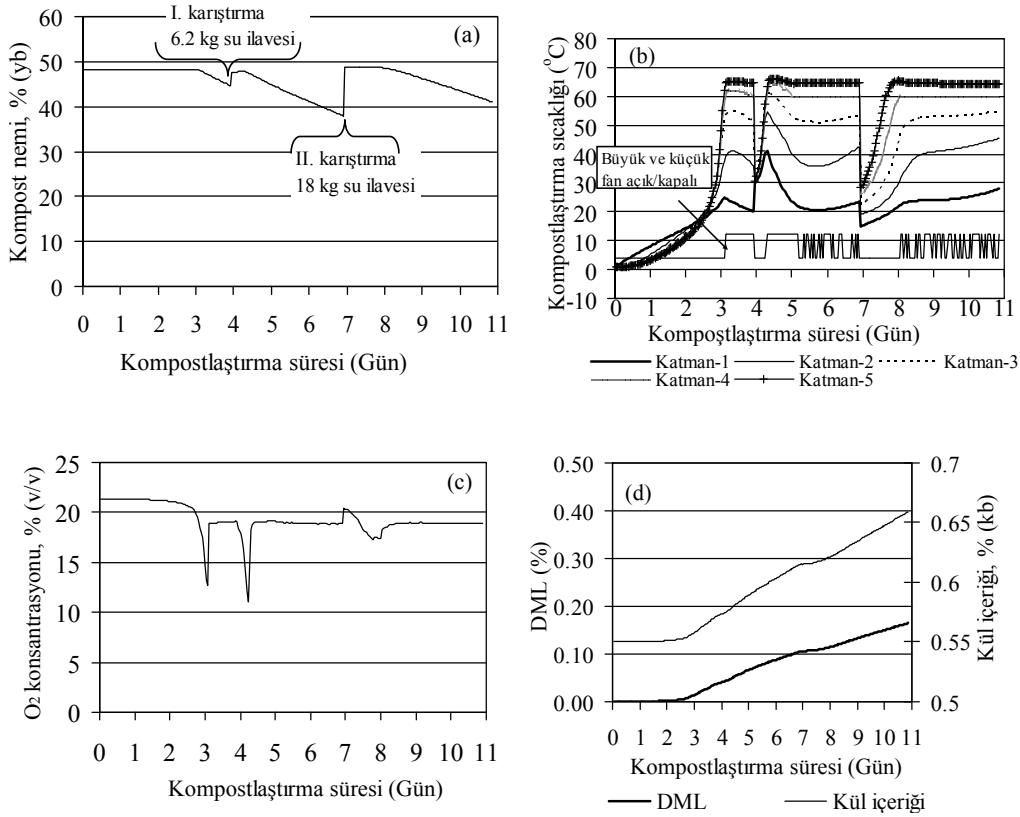 (a)
I. karıştırma
6.2 kg su ilavesi
II. karıştırma
18 kg su ilavesi
Kompost nemi, % (yb)
60
50
40
30
20
10
0
0 1 2 3 4 5 6 7 8 9 10 11
Kompostlaştırma süresi (Gün)
(b)
Kompostlaştırma sıcaklığı (°C)
90
80
70
60
50
40
30
20
10
0
-10
Büyük ve küçük
fan açık/kapalı
0 1 2 3 4 5 6 7 8 9 10 11
Kompoştlaştırma süresi (Gün)
Katman-1 Katman-2 Katman-3
Katman-4 Katman-5
(c)
O2 konsantrasyonu, % (v/v)
25
20
15
10
5
0
0 1 2 3 4 5 6 7 8 9 10 11
Kompostlaştırma süresi (Gün)
(d)
DML (%)
0.50
0.40
0.30
0.20
0.10
0.00
Kül içeriği, % (kb)
0.7
0.65
0.6
0.55
0.5
0 1 2 3 4 5 6 7 8 9 10 11
Kompostlaştırma süresi (Gün)
DML Kül içeriği